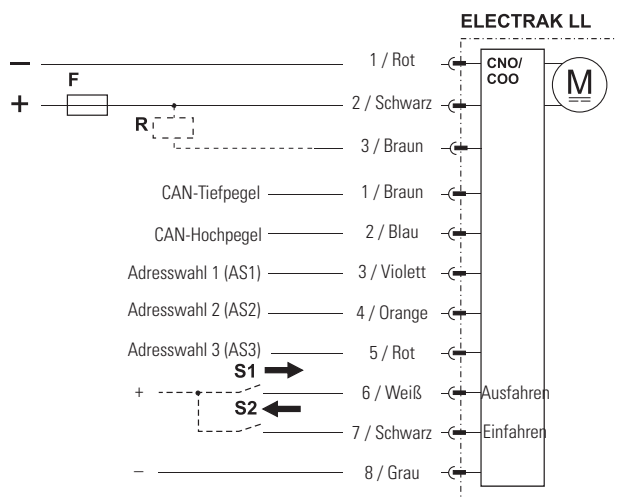 ELECTRAK LL
− 1 / Rot CNO/
COO
M
F
+ 2 / Schwarz
R
3 / Braun
CAN-Tiefpegel 1 / Braun
CAN-Hochpegel 2 / Blau
Adresswahl 1 (AS1) 3 / Violett
Adresswahl 2 (AS2) 4 / Orange
Adresswahl 3 (AS3) 5 / Rot
S1
+ 6 / Weiß Ausfahren
S2
7 / Schwarz Einfahren
− 8 / Grau